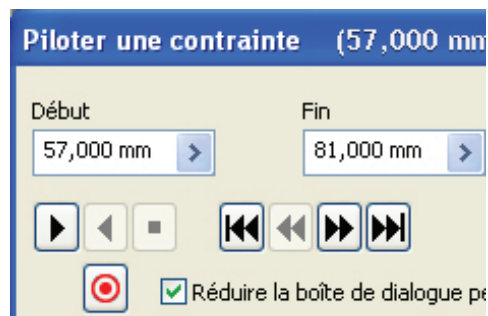 Piloter une contrainte (57,000 mm
Début Fin
57,000 mm 81,000 mm
Réduire la boîte de dialogue